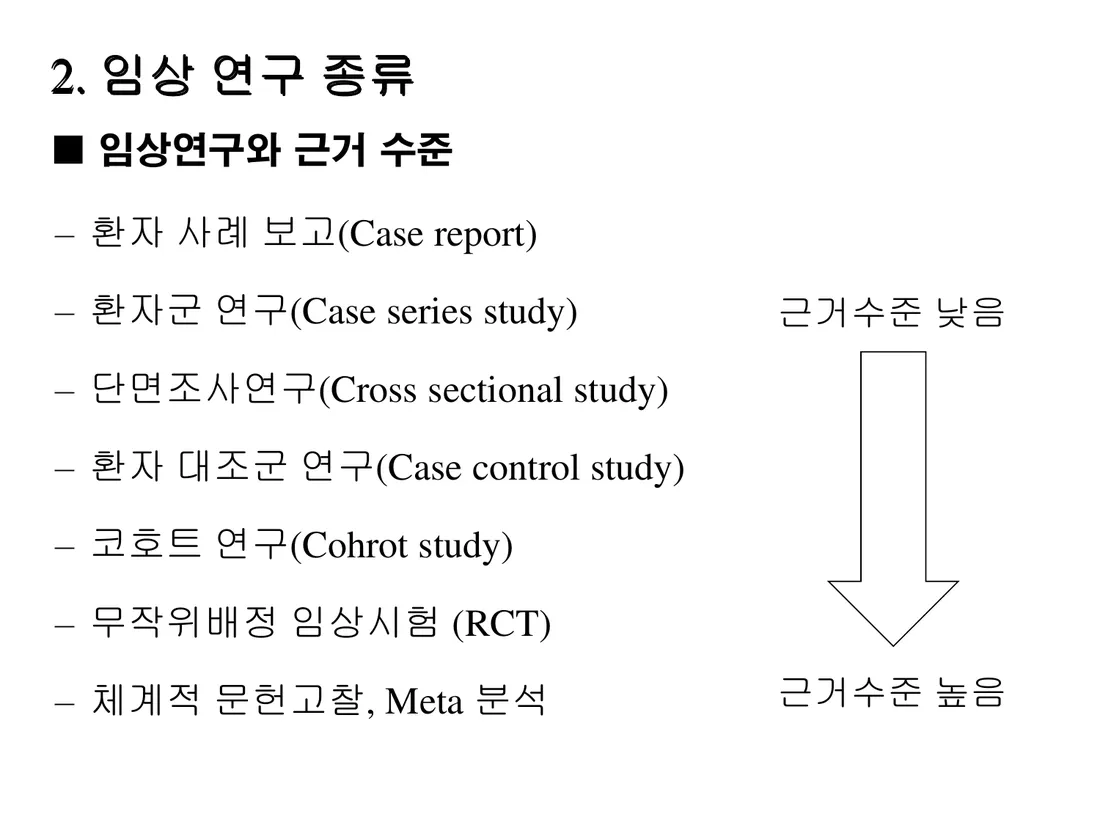 2. 임상 연구 종류
■ 임상연구와 근거 수준
– 환자 사례 보고(Case report)
– 환자군 연구(Case series study)
근거수준 낮음
– 단면조사연구(Cross sectional study)
– 환자 대조군 연구(Case control study)
– 코호트 연구(Cohrot study)
– 무작위배정 임상시험 (RCT)
– 체계적 문헌고찰, Meta 분석
근거수준 높음